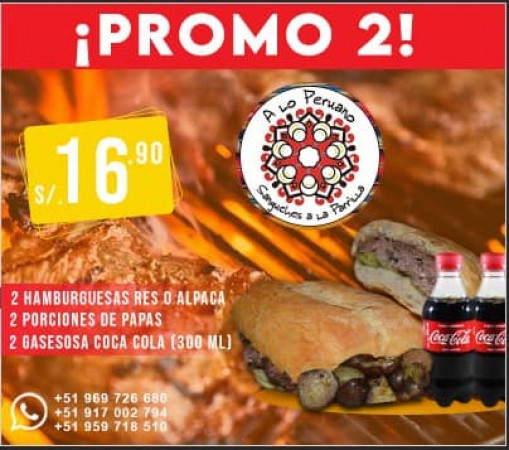 ¡PROMO 2!
A Lo Peruano
Sanguches a La Parrilla
S/. 16.90
2 HAMBURGUESAS RES O ALPACA
2 PORCIONES DE PAPAS
2 GASESOSA COCA COLA (300 ML)
Coca-Cola
Coca-Cola
+51 969 726 680
+51 917 002 794
+51 959 718 510